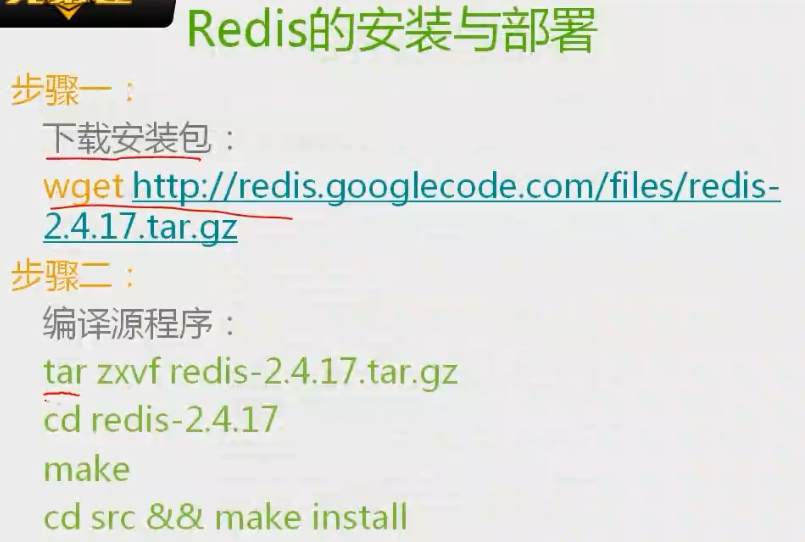 Redis的安装与部署
步骤一：
下载安装包：
wget http://redis.googlecode.com/files/redis-
2.4.17.tar.gz
步骤二：
编译源程序：
tar zxvf redis-2.4.17.tar.gz
cd redis-2.4.17
make
cd src && make install